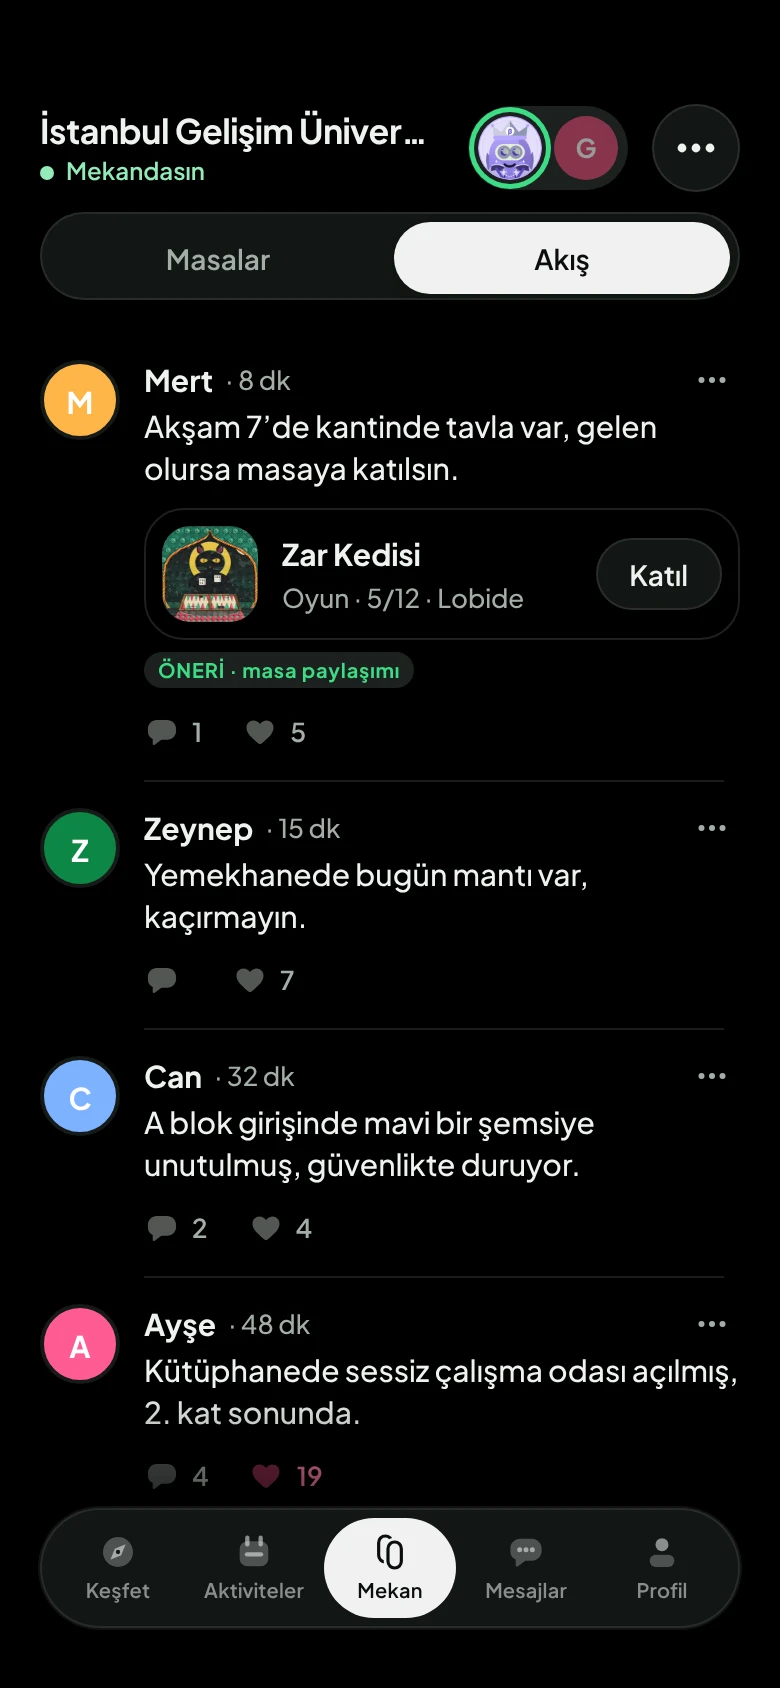 İstanbul Gelişim Üniver...
Mekandasın
G
Masalar
Akış
M
Mert · 8 dk
Akşam 7’de kantinde tavla var, gelen
olursa masaya katılsın.
Zar Kedisi
Oyun · 5/12 · Lobide
Katıl
ÖNERİ · masa paylaşımı
1 5
Z
Zeynep · 15 dk
Yemekhanede bugün mantı var,
kaçırmayın.
7
C
Can · 32 dk
A blok girişinde mavi bir şemsiye
unutulmuş, güvenlikte duruyor.
2 4
A
Ayşe · 48 dk
Kütüphanede sessiz çalışma odası açılmış,
2. kat sonunda.
4 19
Keşfet
Aktiviteler
Mekan
Mesajlar
Profil